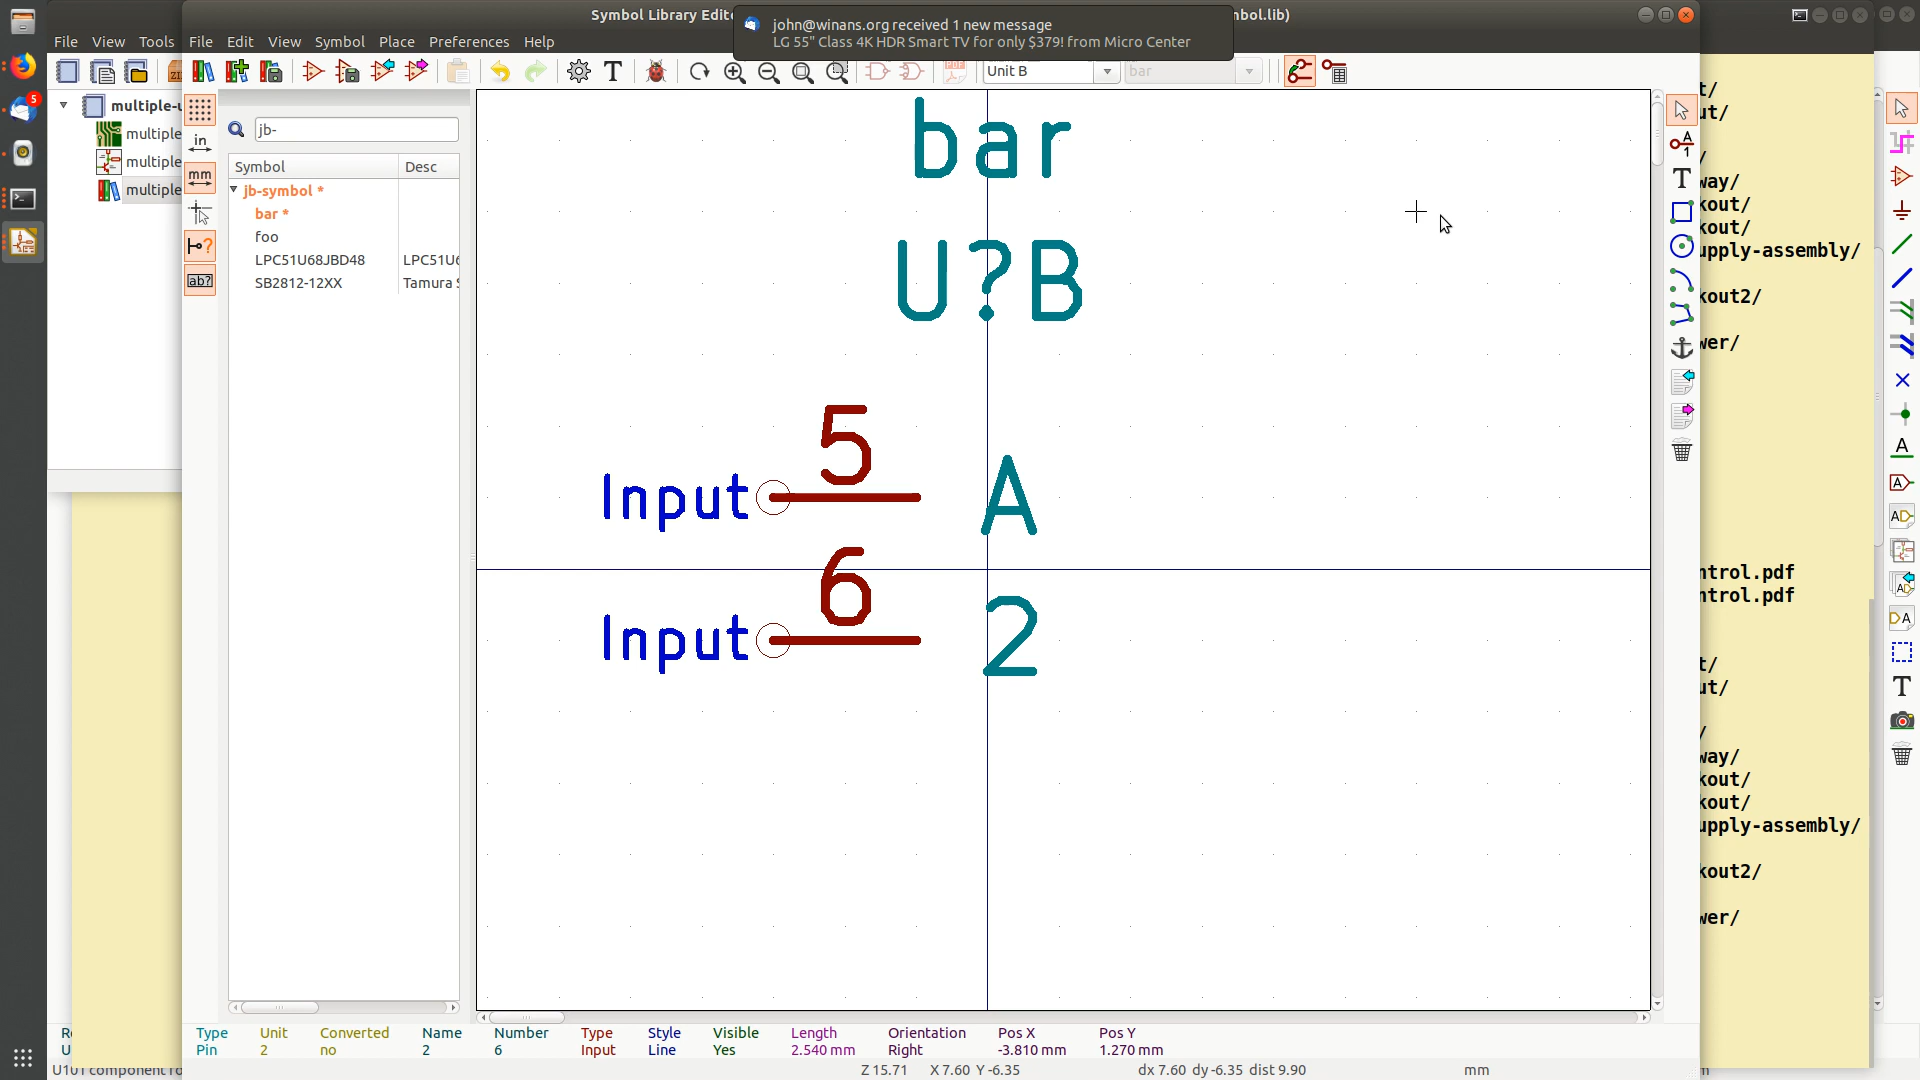 Symbol Library Edito
bol.lib)
john@winans.org received 1 new message
LG 55" Class 4K HDR Smart TV for only $379! from Micro Center
File View Tools
File Edit View Symbol Place Preferences Help
Unit B
bar
multiple-u
multiple
multiple
multiple
5
in
mm
ab?
jb-
Symbol Desc
jb-symbol *
bar *
foo
LPC51U68JBD48 LPC51U6
SB2812-12XX Tamura S
bar
U?B
5
Input A
6
Input 2
t/
ut/
/
way/
kout/
kout/
upply-assembly/
kout2/
wer/
ntrol.pdf
ntrol.pdf
t/
ut/
/
way/
kout/
kout/
upply-assembly/
kout2/
wer/
Type Unit Converted Name Number Type Style Visible Length Orientation Pos X Pos Y
Pin 2 no 2 6 Input Line Yes 2.540 mm Right -3.810 mm 1.270 mm
Z 15.71 X 7.60 Y -6.35 dx 7.60 dy -6.35 dist 9.90 mm